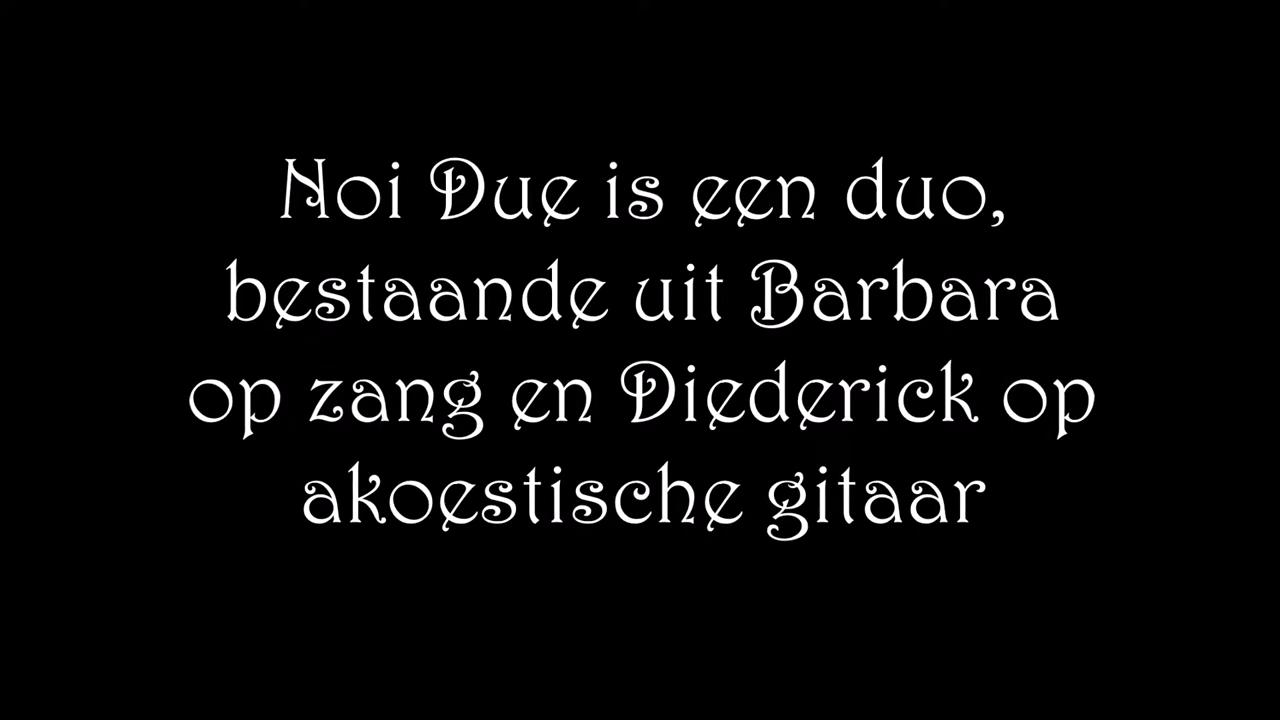 Noi Due is een duo,
bestaande uit Barbara
op zang en Diederick op
akoestische gitaar